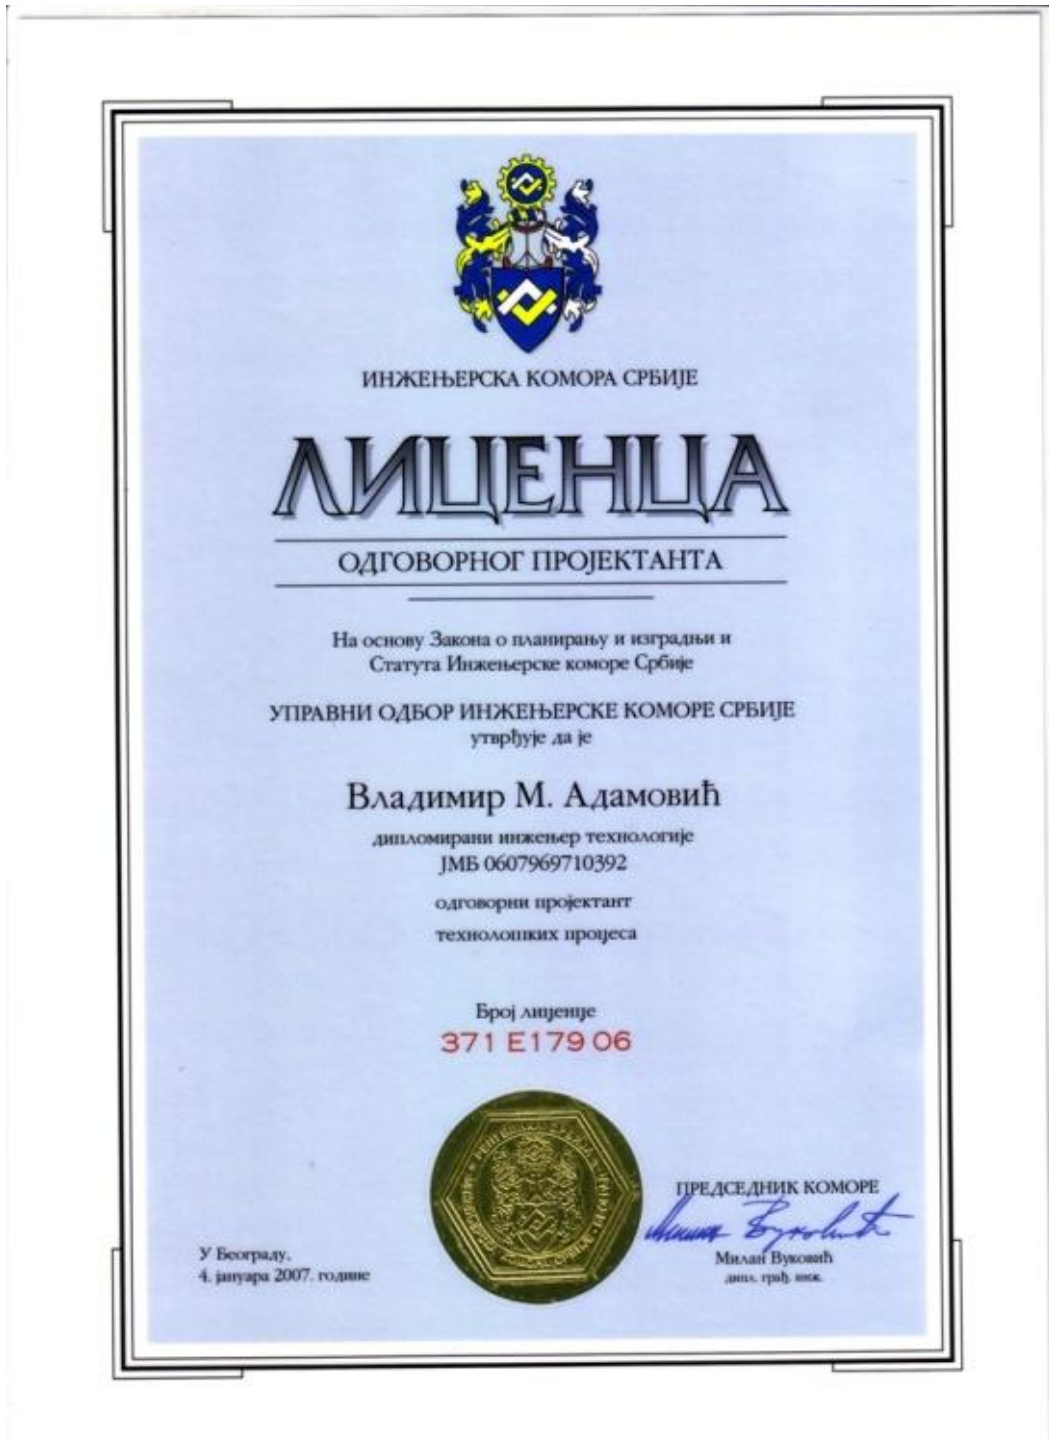 ИНЖЕЊЕРСКА КОМОРА СРБИЈЕ
ЛИЦЕНЦА
ОДГОВОРНОГ ПРОЈЕКТАНТА
На основу Закона о планирању и изградњи и
Статута Инжењерске коморе Србије
УПРАВНИ ОДБОР ИНЖЕЊЕРСКЕ КОМОРЕ СРБИЈЕ
утврђује да је
Владимир М. Адамовић
дипломирани инжењер технологије
ЈМБ 0607969710392
одговорни пројектант
технолошких процеса
Број лиценце
371 E179 06
У Београду,
4. јануара 2007. године
ПРЕДСЕДНИК КОМОРЕ
Милан Вуковић
дипл. грађ. инж.